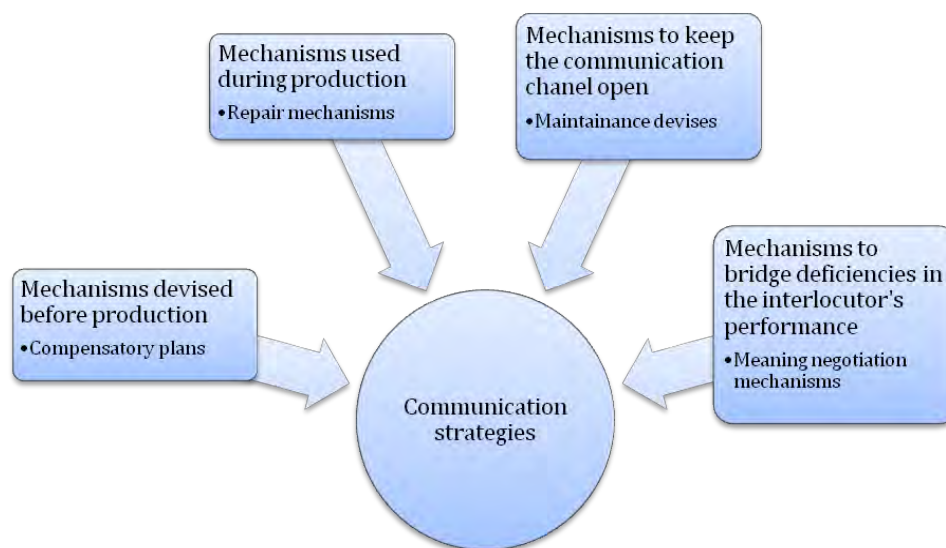 Mechanisms used
during production
•Repair mechanisms
Mechanisms to keep
the communication
chanel open
•Maintainance devises
Mechanisms devised
before production
•Compensatory plans
Mechanisms to
bridge deficiencies in
the interlocutor's
performance
•Meaning negotiation
mechanisms
Communication
strategies